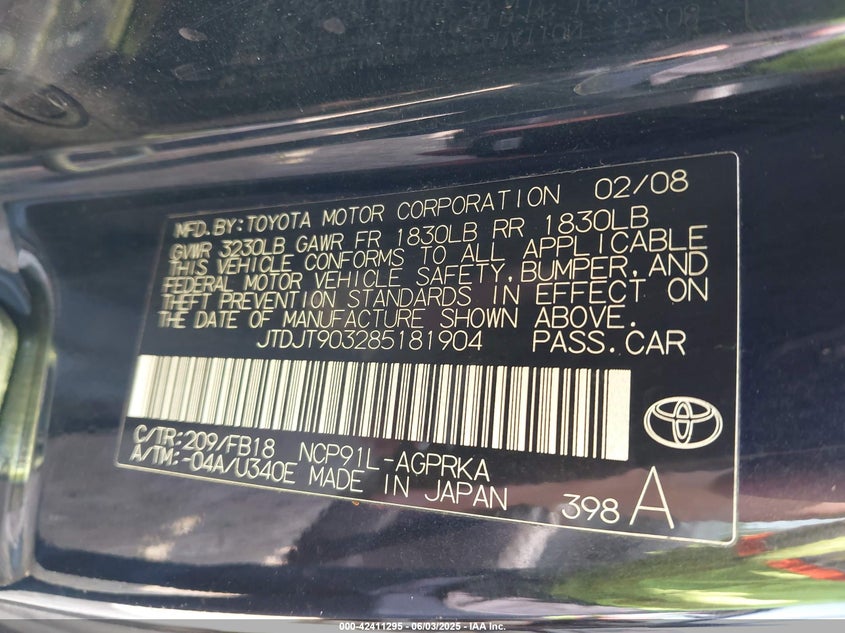 MFD. BY: TOYOTA MOTOR CORPORATION 02/08
GVWR 3230LB GAWR FR 1830LB RR 1830LB
THIS VEHICLE CONFORMS TO ALL APPLICABLE
FEDERAL MOTOR VEHICLE SAFETY, BUMPER, AND
THEFT PREVENTION STANDARDS IN EFFECT ON
THE DATE OF MANUFACTURE SHOWN ABOVE.
JTDJT903285181904 PASS. CAR
C/TR: 209/FB18 NCP91L-AGPRKA
A/TM: -04A/U340E MADE IN JAPAN 398 A
000-42411295 - 06/03/2025 - IAA Inc.